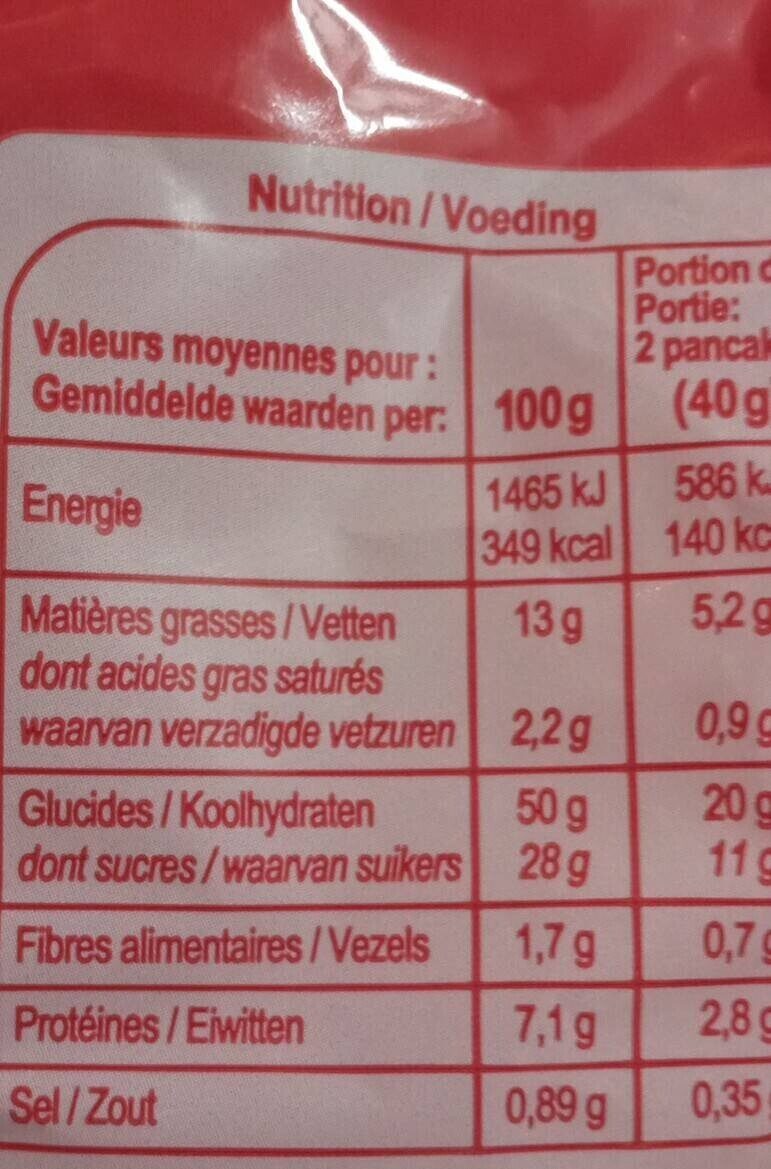 Nutrition / Voeding
Portion
Portie:
2
Valeurs moyennes pour :
Gemiddelde waarden per: 100 g (40 g
Energie 1465 kJ 586
349 kcal 140
Matières grasses / Vetten 13 g 5,2 g
dont acides gras saturés
waarvan verzadigde vetzuren 2,2 g 0,9 g
Glucides / Koolhydraten 50 g 20 g
dont sucres / waarvan suikers 28 g 11 g
Fibres alimentaires / Vezels 1,7 g 0,7 g
Protéines / Eiwitten 7,1 g 2,8 g
Sel / Zout 0,89 g 0,35